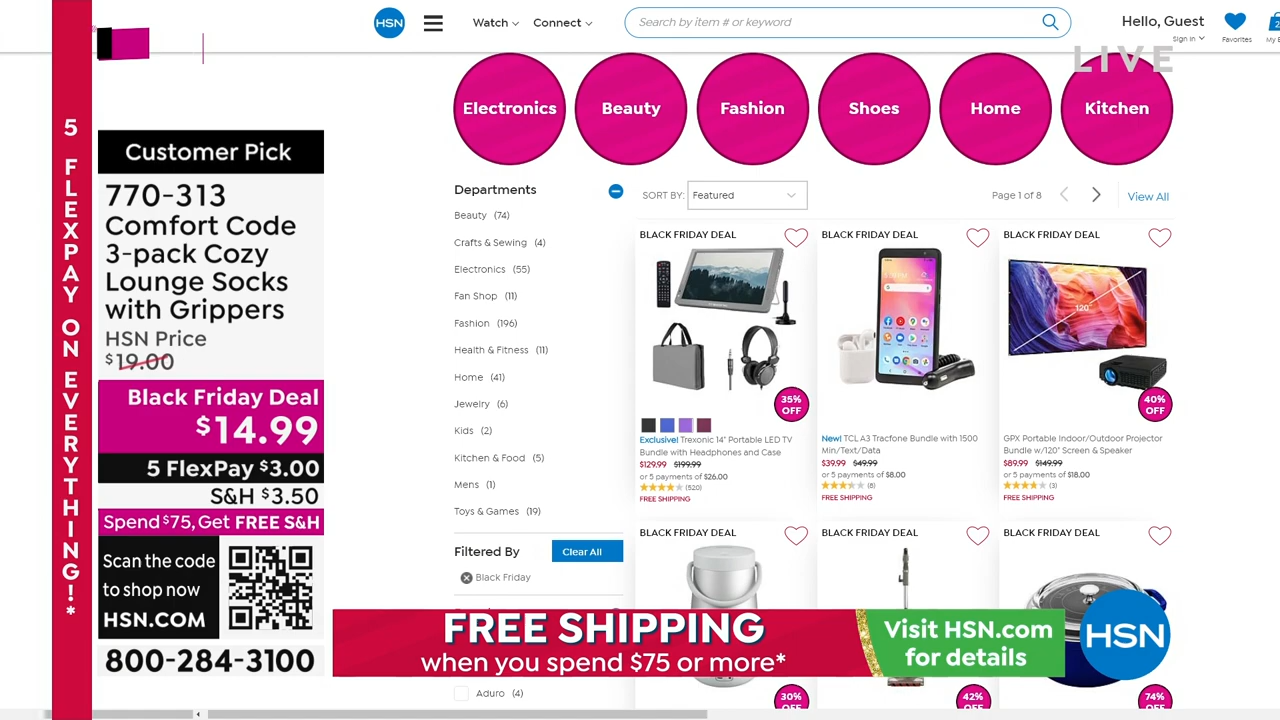 HSN
Watch
Connect
Search by item # or keyword
Hello, Guest
Sign In
Favorites
LIVE
5 FLEXPAY ON EVERYTHING!*
Customer Pick
770-313
Comfort Code
3-pack Cozy
Lounge Socks
with Grippers
HSN Price
$19.00
Black Friday Deal
$14.99
5 FlexPay $3.00
S&H $3.50
Spend $75, Get FREE S&H
Scan the code
to shop now
HSN.COM
800-284-3100
Electronics
Beauty
Fashion
Shoes
Home
Kitchen
Departments
Beauty (74)
Crafts & Sewing (4)
Electronics (55)
Fan Shop (11)
Fashion (196)
Health & Fitness (11)
Home (41)
Jewelry (6)
Kids (2)
Kitchen & Food (5)
Mens (1)
Toys & Games (19)
Filtered By
Clear All
Black Friday
Aduro (4)
SORT BY: Featured
Page 1 of 8
View All
BLACK FRIDAY DEAL
35%
OFF
Exclusive! Trexonic 14" Portable LED TV
Bundle with Headphones and Case
$129.99 $199.99
or 5 payments of $26.00
(520)
FREE SHIPPING
BLACK FRIDAY DEAL
New! TCL A3 Tracfone Bundle with 1500
Min/Text/Data
$39.99 $49.99
or 5 payments of $8.00
(8)
FREE SHIPPING
BLACK FRIDAY DEAL
120"
40%
OFF
GPX Portable Indoor/Outdoor Projector
Bundle w/120" Screen & Speaker
$89.99 $149.99
or 5 payments of $18.00
(3)
FREE SHIPPING
BLACK FRIDAY DEAL
30%
OFF
BLACK FRIDAY DEAL
42%
OFF
BLACK FRIDAY DEAL
74%
OFF
FREE SHIPPING
when you spend $75 or more*
Visit HSN.com
for details
HSN